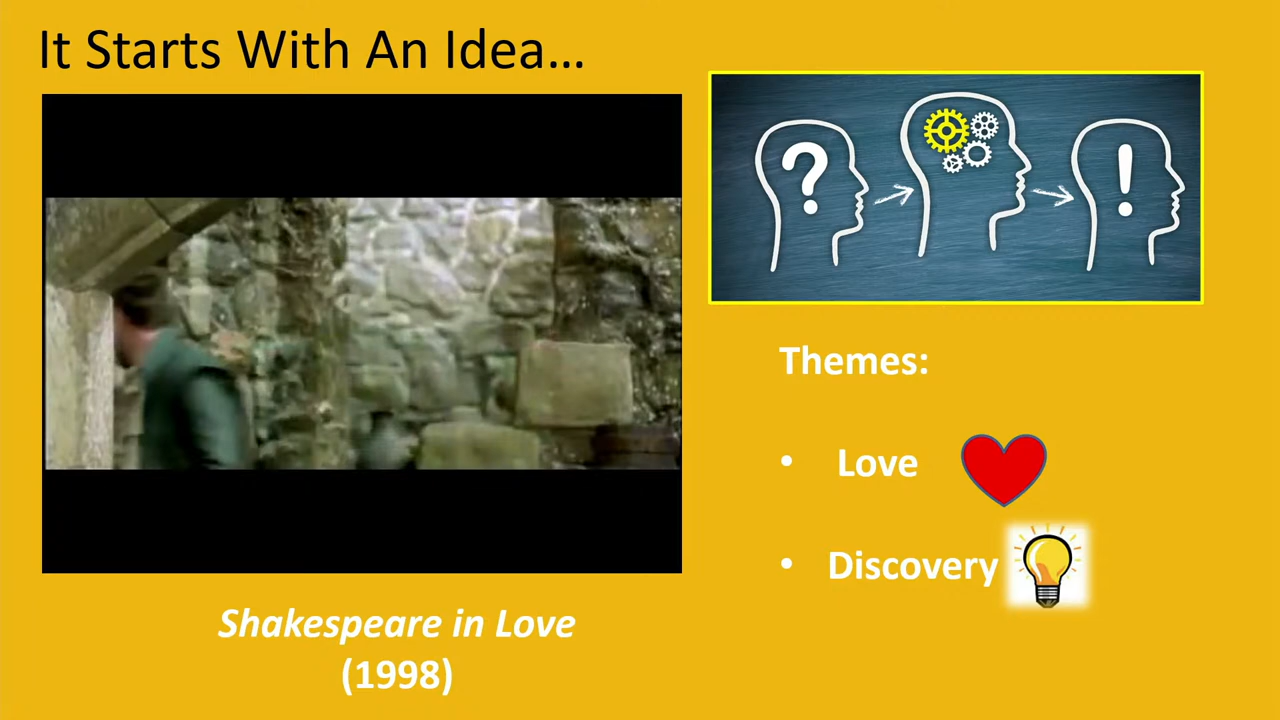 It Starts With An Idea...
?
!
Themes:
• Love
• Discovery
Shakespeare in Love
(1998)